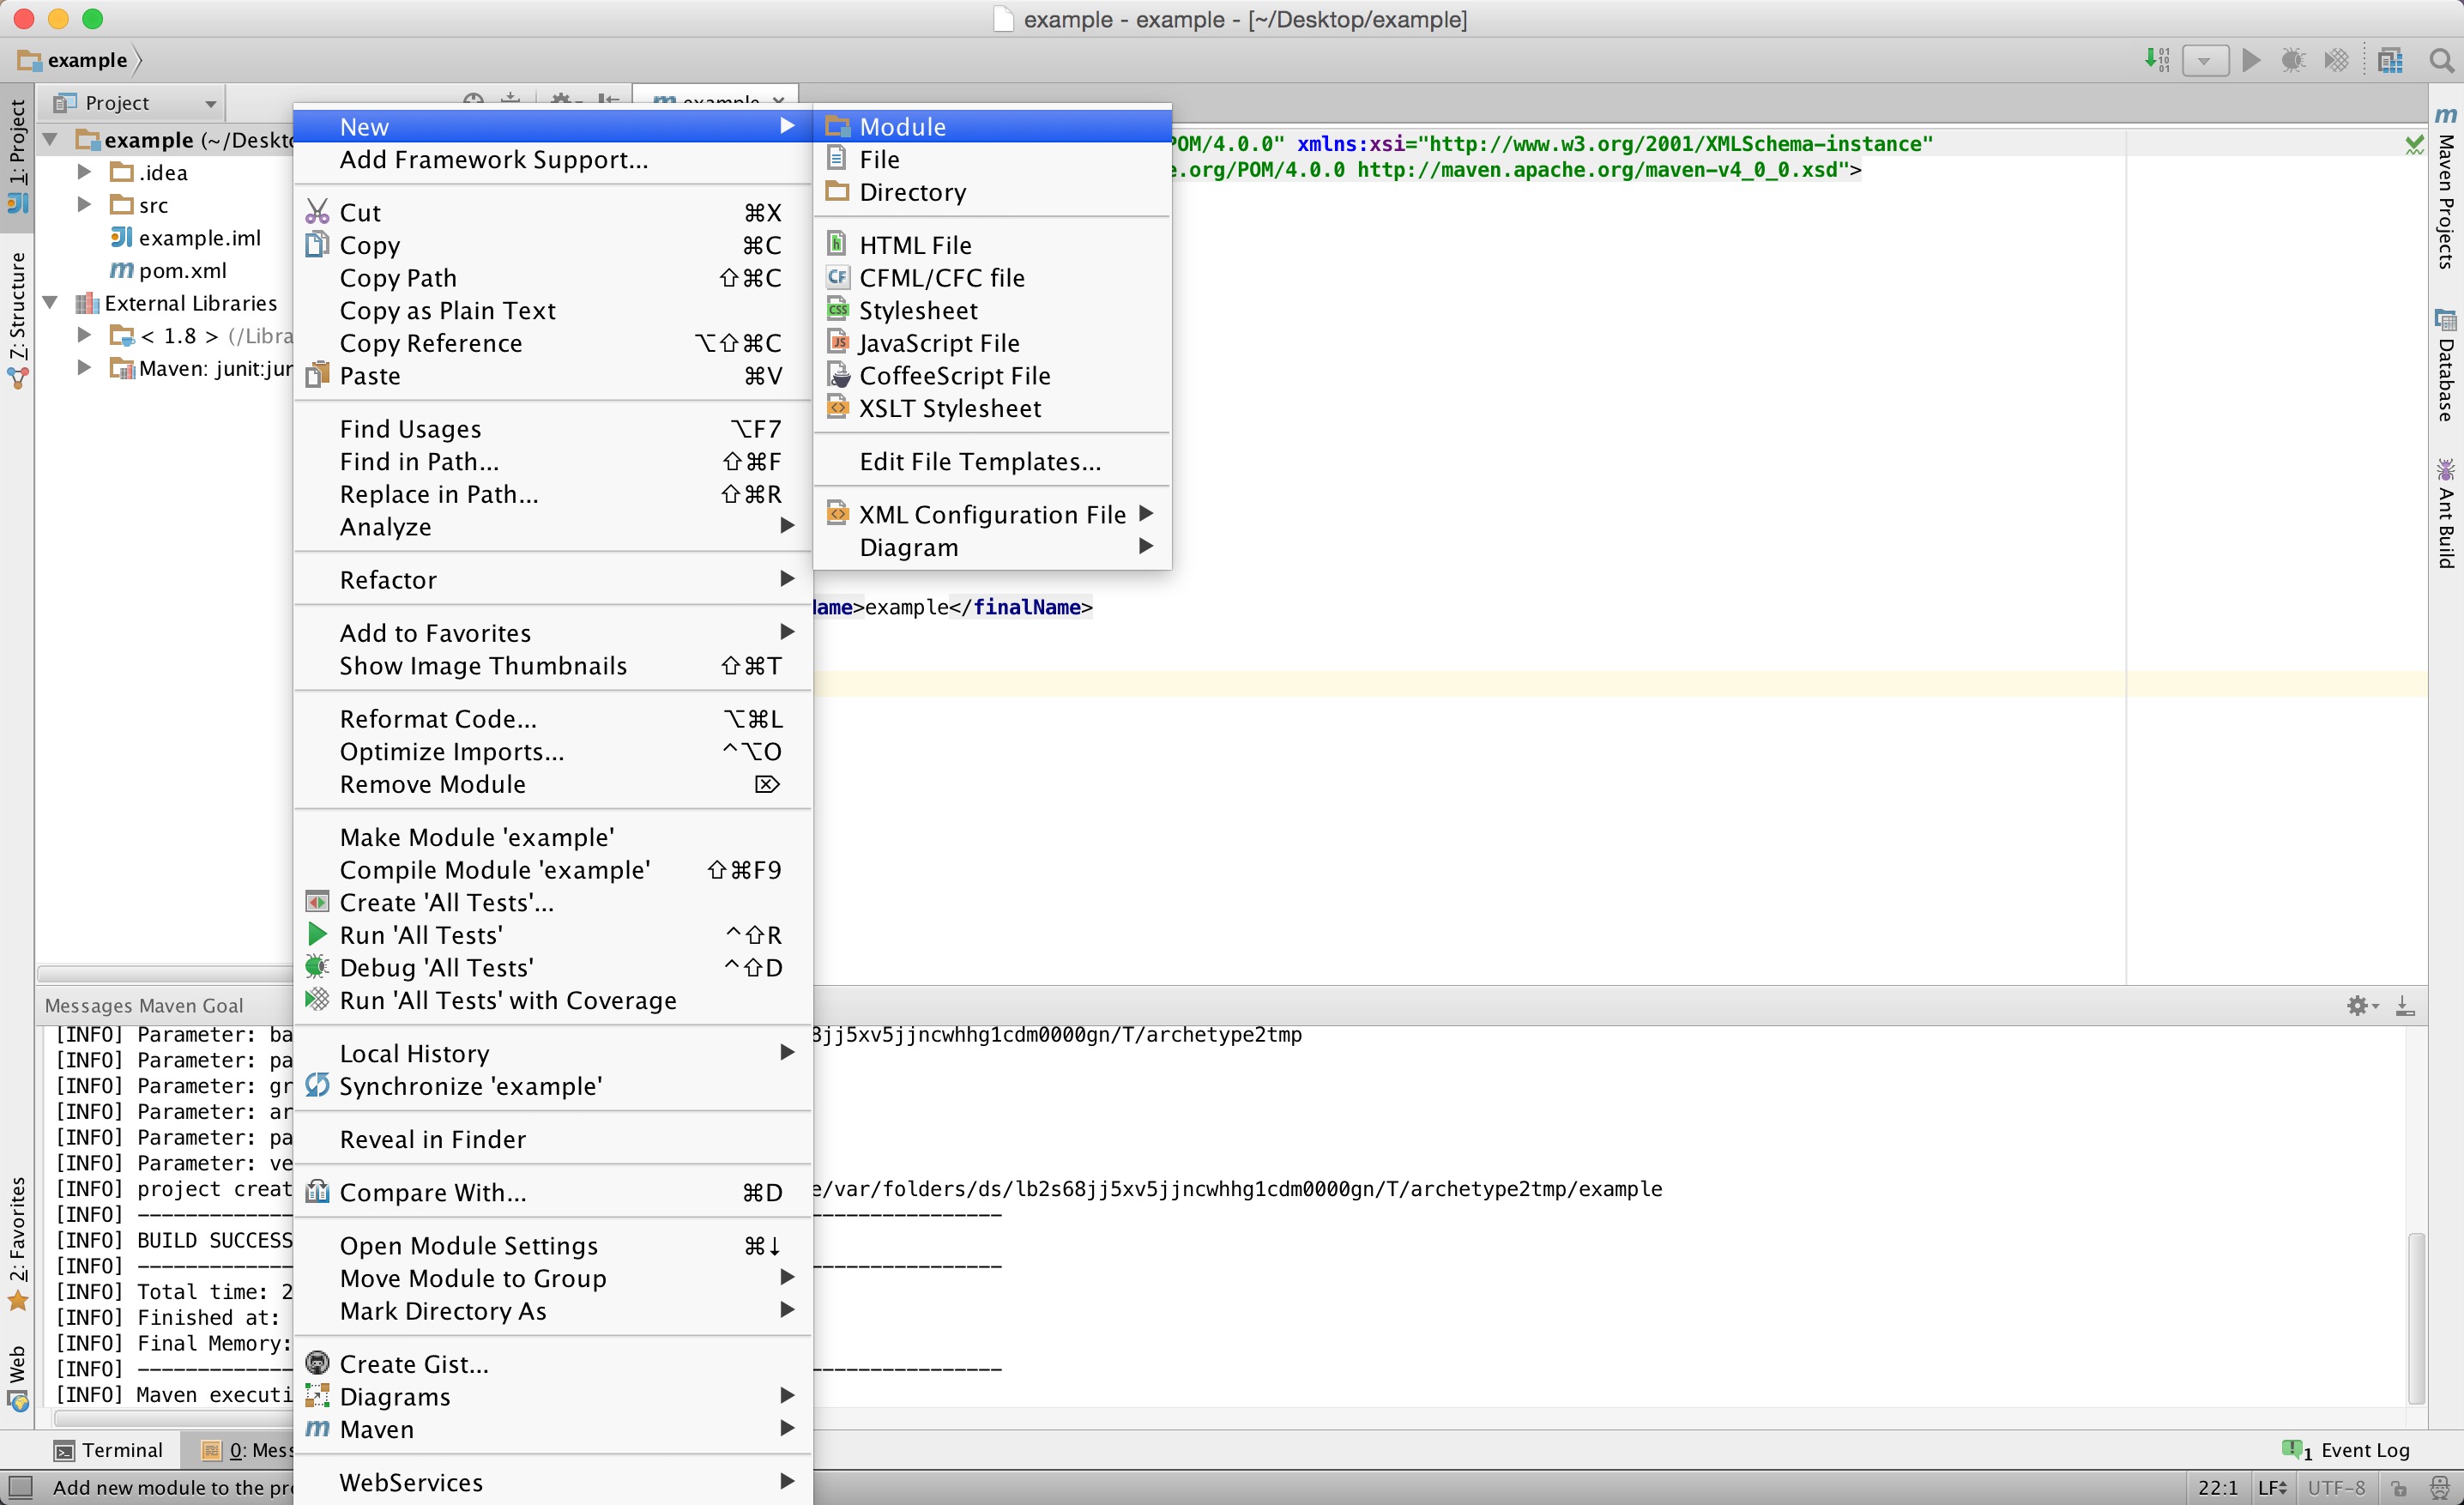 example - example - [~/Desktop/example]
example
Project
example
1: Project
Z: Structure
2: Favorites
Web
example (~/Deskto
.idea
src
example.iml
pom.xml
External Libraries
< 1.8 > (/Libra
Maven: junit:jun
New
Add Framework Support...
Cut ⌘X
Copy ⌘C
Copy Path ⇧⌘C
Copy as Plain Text
Copy Reference ⌥⇧⌘C
Paste ⌘V
Find Usages ⌥F7
Find in Path... ⇧⌘F
Replace in Path... ⇧⌘R
Analyze
Refactor
Add to Favorites
Show Image Thumbnails ⇧⌘T
Reformat Code... ⌥⌘L
Optimize Imports... ^⌥O
Remove Module ⌦
Make Module 'example'
Compile Module 'example' ⇧⌘F9
Create 'All Tests'...
Run 'All Tests' ^⇧R
Debug 'All Tests' ^⇧D
Run 'All Tests' with Coverage
Local History
Synchronize 'example'
Reveal in Finder
Compare With... ⌘D
Open Module Settings ⌘↓
Move Module to Group
Mark Directory As
Create Gist...
Diagrams
Maven
WebServices
Module
File
Directory
HTML File
CFML/CFC file
Stylesheet
JavaScript File
CoffeeScript File
XSLT Stylesheet
Edit File Templates...
XML Configuration File
Diagram
POM/4.0.0" xmlns:xsi="http://www.w3.org/2001/XMLSchema-instance"
e.org/POM/4.0.0 http://maven.apache.org/maven-v4_0_0.xsd">
Name>example</finalName>
Maven Projects
Database
Ant Build
Messages Maven Goal
[INFO] Parameter: ba 8jj5xv5jjncwhhg1cdm0000gn/T/archetype2tmp
[INFO] Parameter: pa
[INFO] Parameter: gr
[INFO] Parameter: ar
[INFO] Parameter: pa
[INFO] Parameter: ve
[INFO] project creat e/var/folders/ds/lb2s68jj5xv5jjncwhhg1cdm0000gn/T/archetype2tmp/example
[INFO] ------------------------------------------------------------------------
[INFO] BUILD SUCCESS
[INFO] ------------------------------------------------------------------------
[INFO] Total time: 2
[INFO] Finished at:
[INFO] Final Memory:
[INFO] ------------------------------------------------------------------------
[INFO] Maven executi
Terminal
0: Mess
1 Event Log
Add new module to the pro
22:1 LF UTF-8